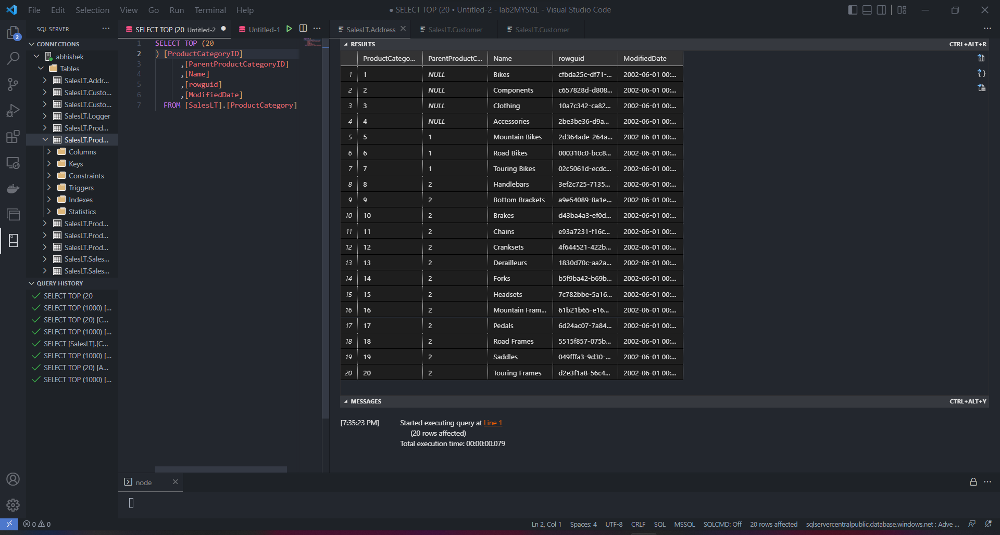 File Edit Selection View Go Run Terminal Help
● SELECT TOP (20 • Untitled-2 - lab2MYSQL - Visual Studio Code
2
SQL SERVER ···
CONNECTIONS
abhishek
Tables
SalesLT.Addr...
SalesLT.Custo...
SalesLT.Custo...
SalesLT.Logger
SalesLT.Prod...
SalesLT.Prod...
Columns
Keys
Constraints
Triggers
Indexes
Statistics
SalesLT.Prod...
SalesLT.Prod...
SalesLT.Prod...
SalesLT.Sales...
SalesLT.Sales...
QUERY HISTORY
SELECT TOP (20
SELECT TOP (1000) [...
SELECT TOP (20) [C...
SELECT TOP (1000) [...
SELECT [SalesLT].[C...
SELECT TOP (1000) [...
SELECT TOP (20) [A...
SELECT TOP (1000) [...
SELECT TOP (20 Untitled-2 ● Untitled-1 ···
1 SELECT TOP (20
2 ) [ProductCategoryID]
3 ,[ParentProductCategoryID]
4 ,[Name]
5 ,[rowguid]
6 ,[ModifiedDate]
7 FROM [SalesLT].[ProductCategory]
SalesLT.Address SalesLT.Customer SalesLT.Customer ···
RESULTS CTRL+ALT+R
ProductCatego... ParentProductC... Name rowguid ModifiedDate
1 1 NULL Bikes cfbda25c-df71-... 2002-06-01 00:...
2 2 NULL Components c657828d-d808... 2002-06-01 00:...
3 3 NULL Clothing 10a7c342-ca82... 2002-06-01 00:...
4 4 NULL Accessories 2be3be36-d9a... 2002-06-01 00:...
5 5 1 Mountain Bikes 2d364ade-264a... 2002-06-01 00:...
6 6 1 Road Bikes 000310c0-bcc8... 2002-06-01 00:...
7 7 1 Touring Bikes 02c5061d-ecdc... 2002-06-01 00:...
8 8 2 Handlebars 3ef2c725-7135... 2002-06-01 00:...
9 9 2 Bottom Brackets a9e54089-8a1e... 2002-06-01 00:...
10 10 2 Brakes d43ba4a3-ef0d... 2002-06-01 00:...
11 11 2 Chains e93a7231-f16c... 2002-06-01 00:...
12 12 2 Cranksets 4f644521-422b... 2002-06-01 00:...
13 13 2 Derailleurs 1830d70c-aa2a... 2002-06-01 00:...
14 14 2 Forks b5f9ba42-b69b... 2002-06-01 00:...
15 15 2 Headsets 7c782bbe-5a16... 2002-06-01 00:...
16 16 2 Mountain Fram... 61b21b65-e16... 2002-06-01 00:...
17 17 2 Pedals 6d24ac07-7a84... 2002-06-01 00:...
18 18 2 Road Frames 5515f857-075b... 2002-06-01 00:...
19 19 2 Saddles 049fffa3-9d30-... 2002-06-01 00:...
20 20 2 Touring Frames d2e3f1a8-56c4... 2002-06-01 00:...
MESSAGES CTRL+ALT+Y
[7:35:23 PM] Started executing query at Line 1
(20 rows affected)
Total execution time: 00:00:00.079
node ···
0 0 Ln 2, Col 1 Spaces: 4 UTF-8 CRLF SQL MSSQL SQLCMD: Off 20 rows affected sqlservercentralpublic.database.windows.net : Adve ...